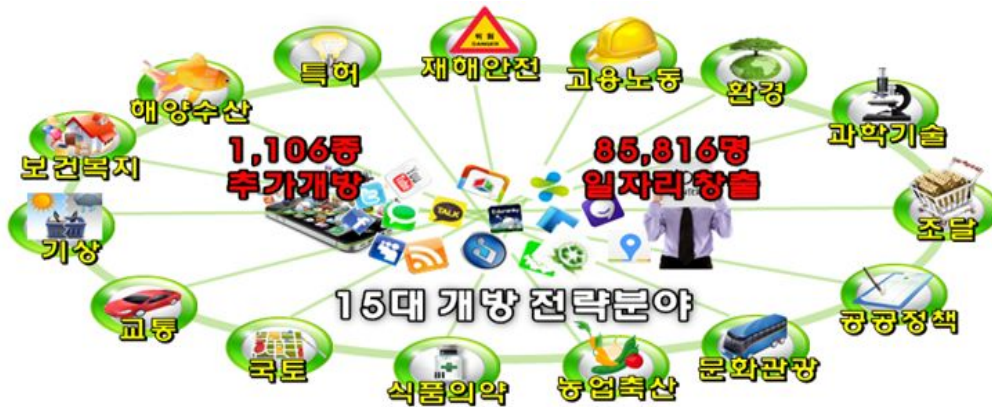 특허
재해안전
고용노동
해양수산
환경
과학기술
보건복지
1,106종
추가개방
85,816명
일자리 창출
조달
기상
TALK
15대 개방 전략분야
교통
공공정책
국토
식품의약
농업축산
문화관광
위험
DANGER